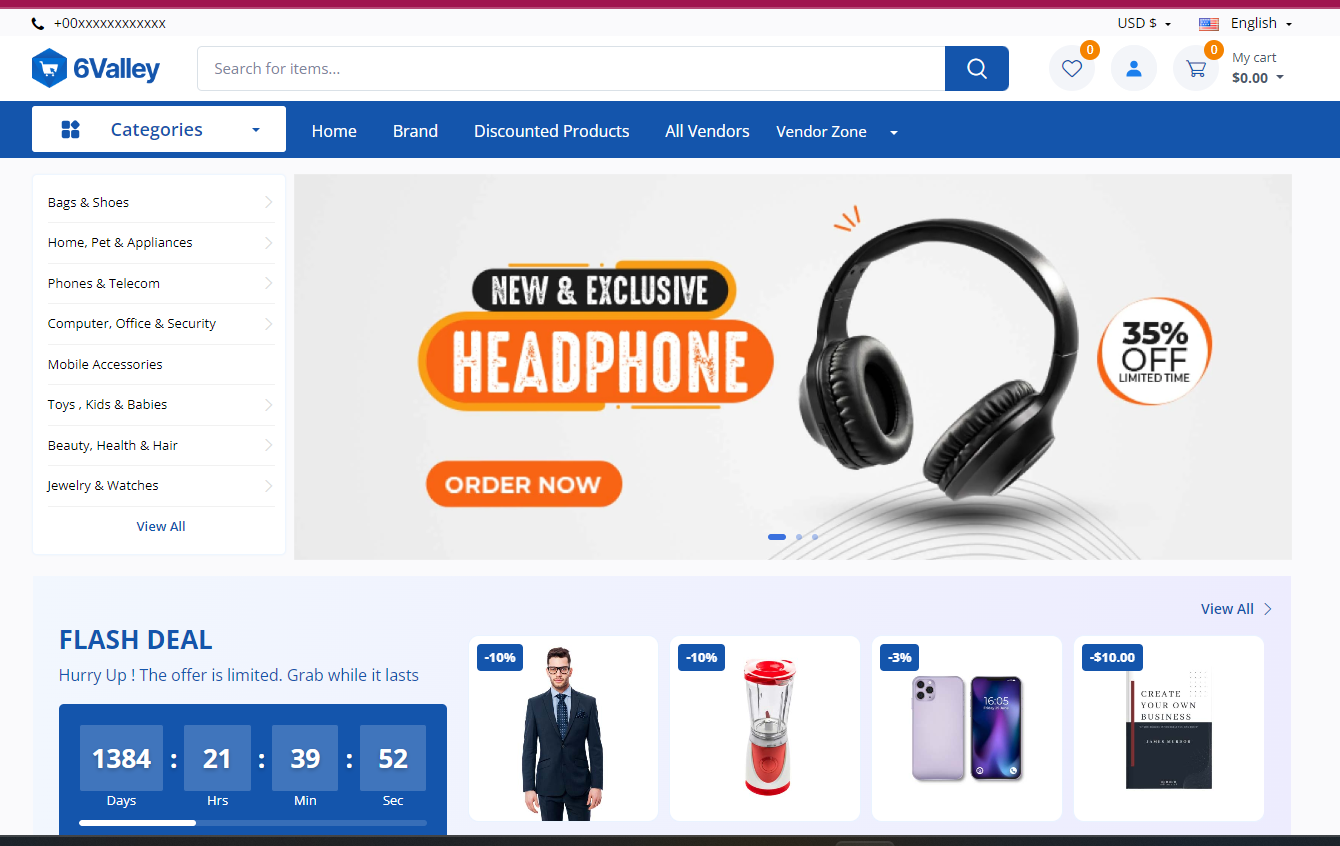 +00xxxxxxxxxxxx
USD $
English
6Valley
Search for items...
0
0
My cart
$0.00
Categories
Home
Brand
Discounted Products
All Vendors
Vendor Zone
Bags & Shoes
Home, Pet & Appliances
Phones & Telecom
Computer, Office & Security
Mobile Accessories
Toys , Kids & Babies
Beauty, Health & Hair
Jewelry & Watches
View All
NEW & EXCLUSIVE
HEADPHONE
ORDER NOW
35%
OFF
LIMITED TIME
View All
FLASH DEAL
Hurry Up ! The offer is limited. Grab while it lasts
1384 : 21 : 39 : 52
Days Hrs Min Sec
-10%
-10%
-3%
16:05
-$10.00
CREATE
YOUR OWN
BUSINESS